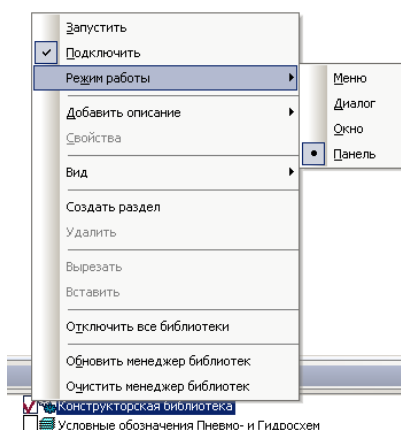 Запустить
Подключить
Режим работы
Меню
Диалог
Окно
Панель
Добавить описание
Свойства
Вид
Создать раздел
Удалить
Вырезать
Вставить
Отключить все библиотеки
Обновить менеджер библиотек
Очистить менеджер библиотек
Конструкторская библиотека
Условные обозначения Пневмо- и Гидросхем